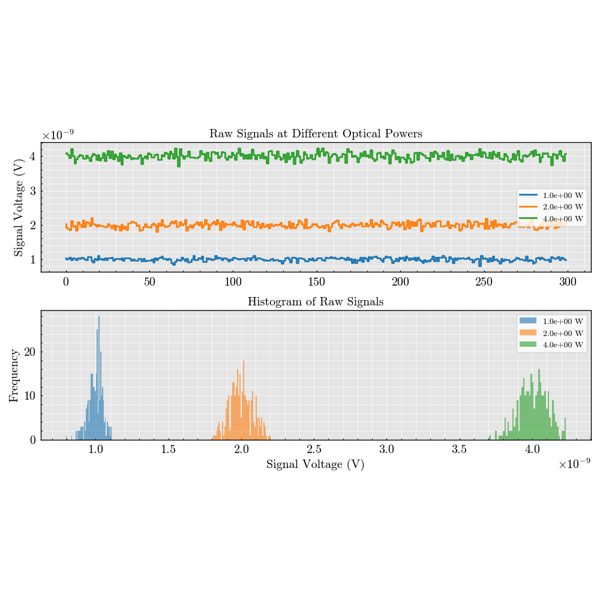 Raw Signals at Different Optical Powers
×10⁻⁹
Signal Voltage (V)
4
3
2
1
1.0e+00 W
2.0e+00 W
4.0e+00 W
0 50 100 150 200 250 300
Histogram of Raw Signals
Frequency
20
10
0
1.0e+00 W
2.0e+00 W
4.0e+00 W
1.0 1.5 2.0 2.5 3.0 3.5 4.0
Signal Voltage (V)
×10⁻⁹